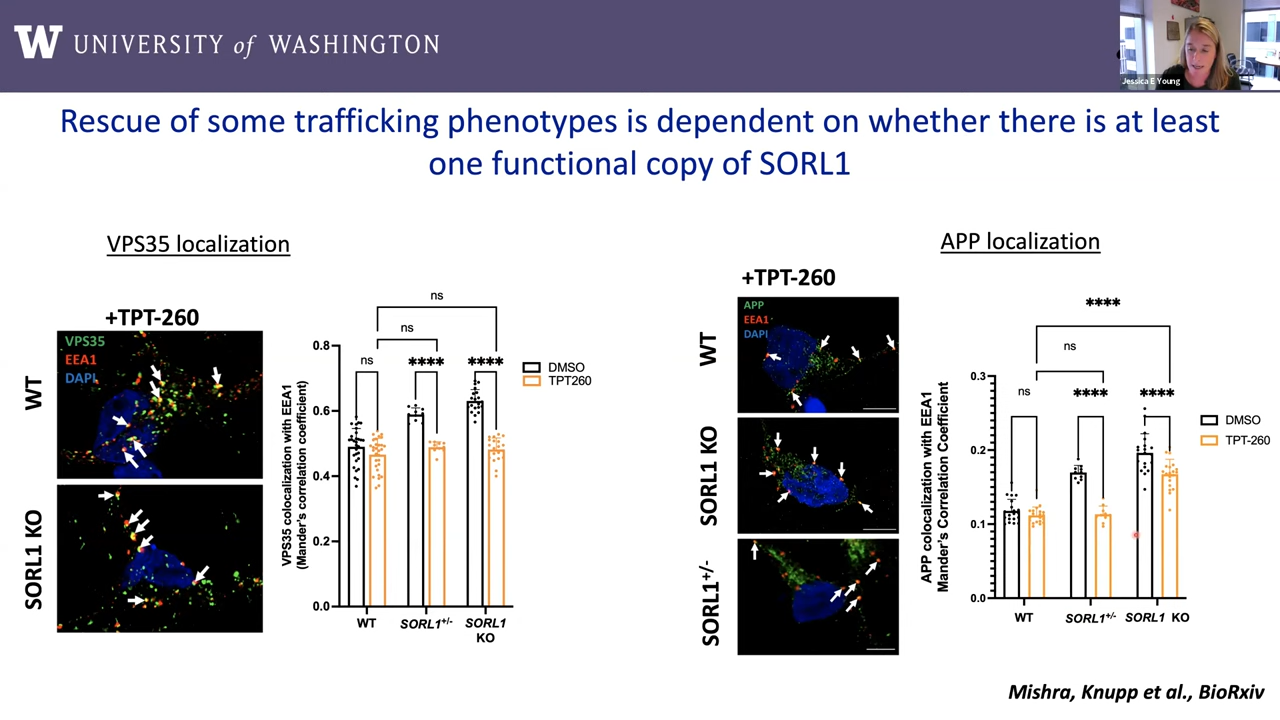 W UNIVERSITY of WASHINGTON
Jessica E Young
Rescue of some trafficking phenotypes is dependent on whether there is at least
one functional copy of SORL1
VPS35 localization
+TPT-260
VPS35
EEA1
DAPI
WT
SORL1 KO
VPS35 colocalization with EEA1
(Mander's correlation coefficient)
0.8
0.6
0.4
0.2
0.0
ns
ns
ns
****
****
WT
SORL1+/-
SORL1
KO
DMSO
TPT260
APP localization
+TPT-260
APP
EEA1
DAPI
WT
SORL1 KO
SORL1+/-
APP colocalization with EEA1
Mander's Correlation Coefficient
0.3
0.2
0.1
0.0
****
ns
ns
****
****
WT
SORL1+/-
SORL1 KO
DMSO
TPT-260
Mishra, Knupp et al., BioRxiv